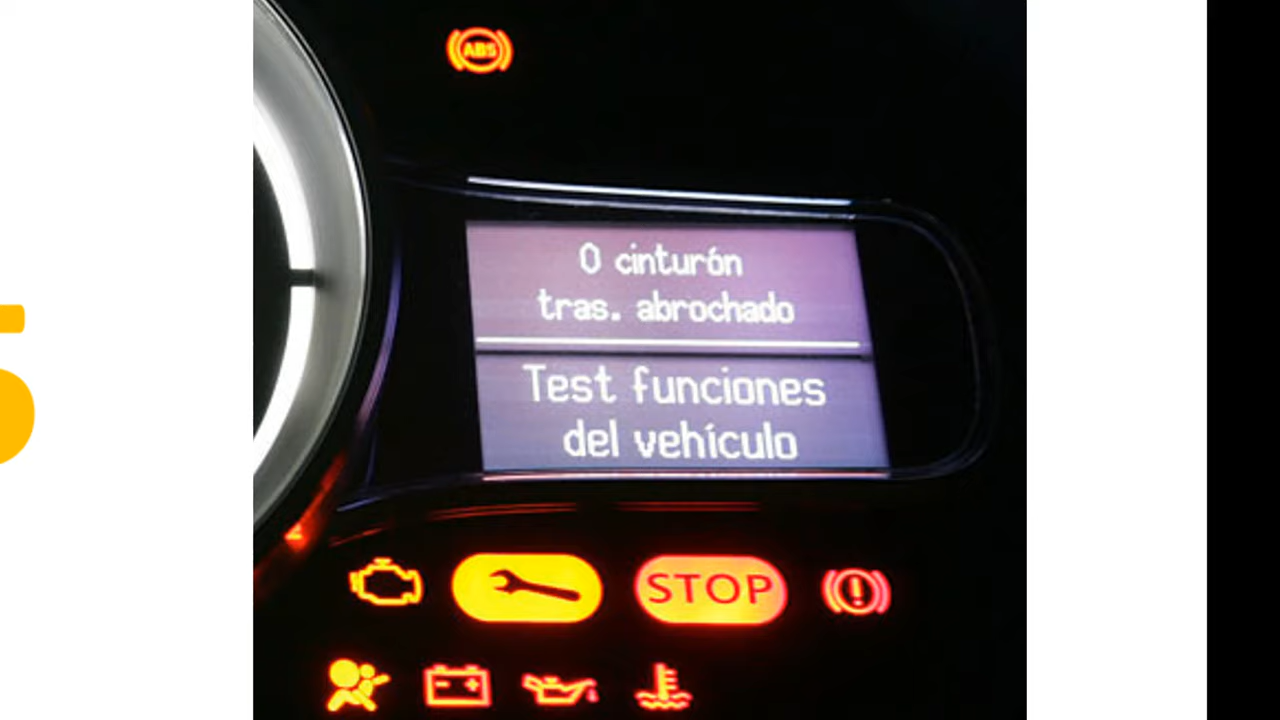 ABS
0 cinturón
tras. abrochado
Test funciones
del vehículo
STOP